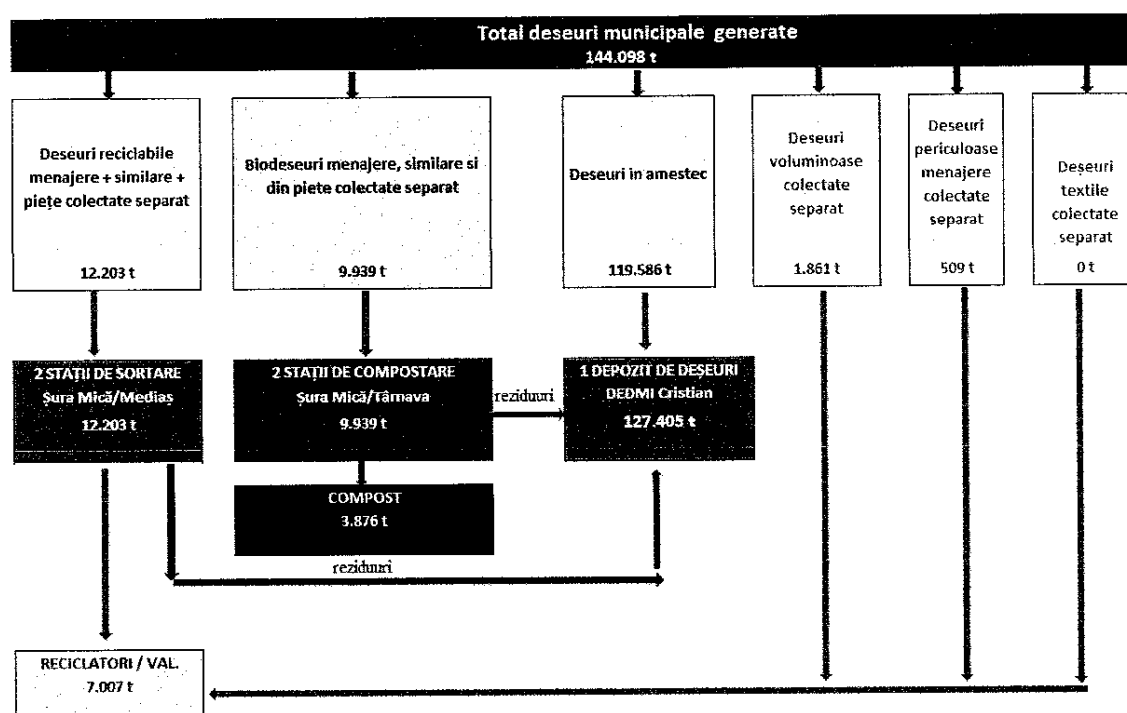 Total deseuri municipale generate
144.098 t
Deseuri reciclabile
menajere + similare +
piețe colectate separat
12.203 t
Biodeseuri menajere, similare si
din piete colectate separat
9.939 t
Deseuri in amestec
119.586 t
Deseuri
voluminoase
colectate
separat
1.861 t
Deseuri
periculoase
menajere
colectate
separat
509 t
Deșeuri
textile
colectate
separat
0 t
2 STAȚII DE SORTARE
Șura Mică/Mediaș
12.203 t
2 STAȚII DE COMPOSTARE
Șura Mică/Târnava
9.939 t
reziduuri
1 DEPOZIT DE DEȘEURI
DEDMI Cristian
127.405 t
COMPOST
3.876 t
reziduuri
RECICLATORI / VAL.
7.007 t